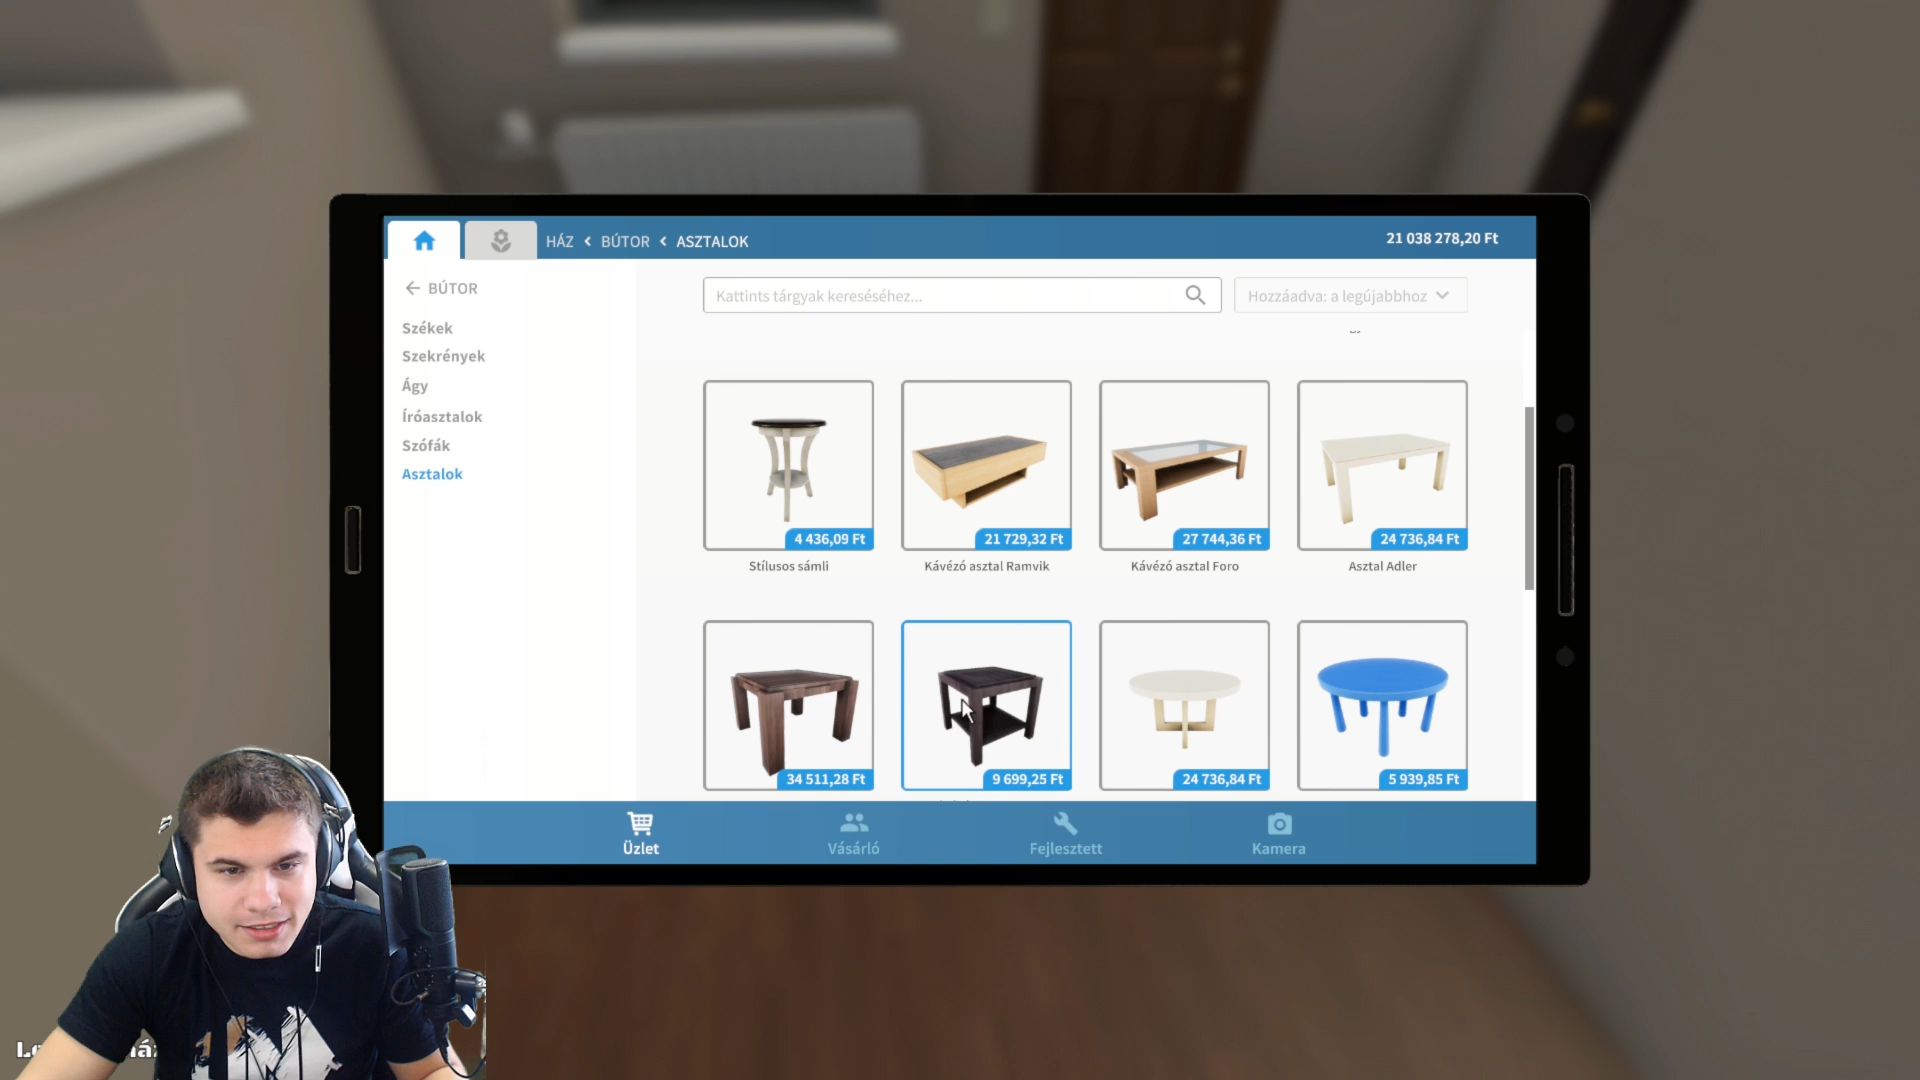 HÁZ < BÚTOR < ASZTALOK
21 038 278,20 Ft
BÚTOR
Székek
Szekrények
Ágy
Íróasztalok
Szófák
Asztalok
Kattints tárgyak kereséséhez...
Hozzáadva: a legújabbhoz
4 436,09 Ft
21 729,32 Ft
27 744,36 Ft
24 736,84 Ft
Stílusos sámli
Kávézó asztal Ramvik
Kávézó asztal Foro
Asztal Adler
34 511,28 Ft
9 699,25 Ft
24 736,84 Ft
5 939,85 Ft
Üzlet
Vásárló
Fejlesztett
Kamera